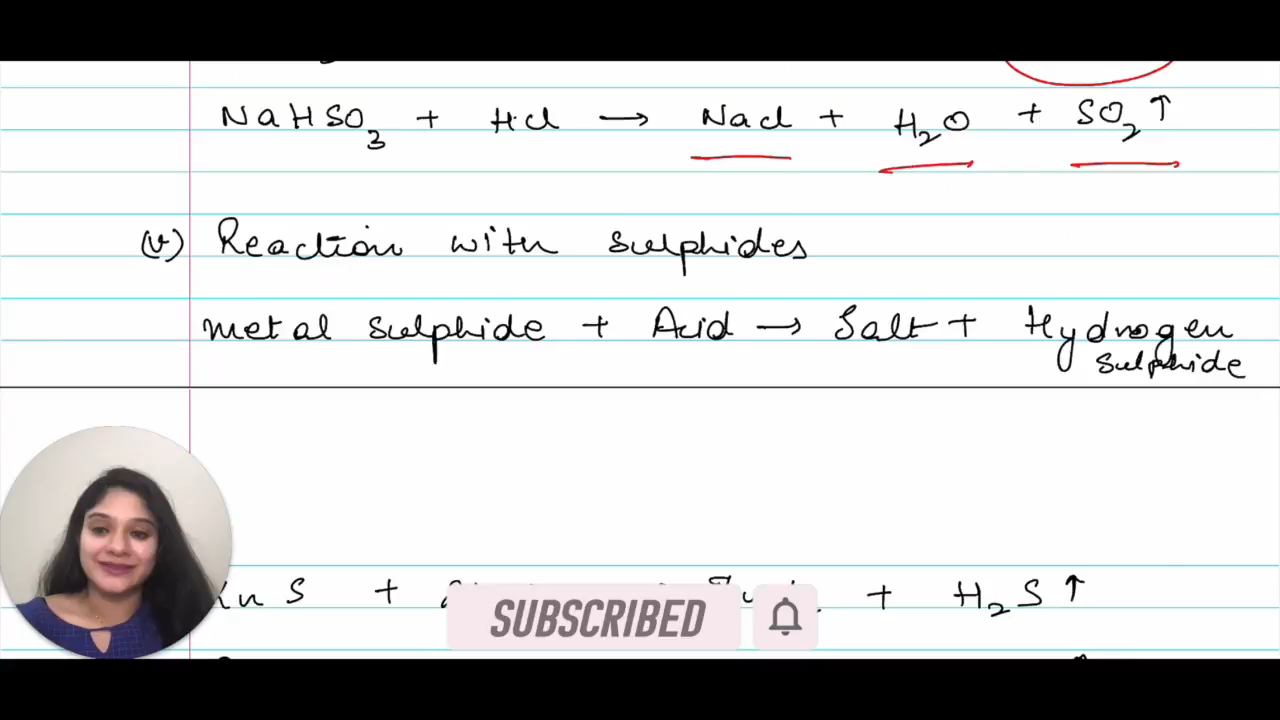 NaHSO3 + HCl → NaCl + H2O + SO2↑
(v) Reaction with sulphides
metal sulphide + Acid → Salt + Hydrogen
sulphide
S + + H2S↑
SUBSCRIBED